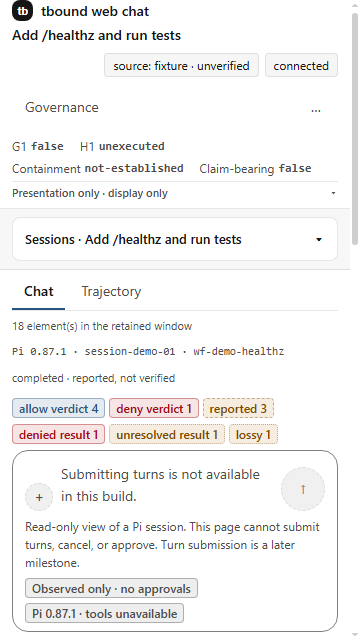 tb tbound web chat
Add /healthz and run tests
source: fixture · unverified connected
Governance ...
G1 false H1 unexecuted
Containment not-established Claim-bearing false
Presentation only · display only
Sessions · Add /healthz and run tests
Chat Trajectory
18 element(s) in the retained window
Pi 0.87.1 · session-demo-01 · wf-demo-healthz
completed · reported, not verified
allow verdict 4 deny verdict 1 reported 3
denied result 1 unresolved result 1 lossy 1
Submitting turns is not available
+ in this build. ↑
Read-only view of a Pi session. This page cannot submit
turns, cancel, or approve. Turn submission is a later
milestone.
Observed only · no approvals
Pi 0.87.1 · tools unavailable